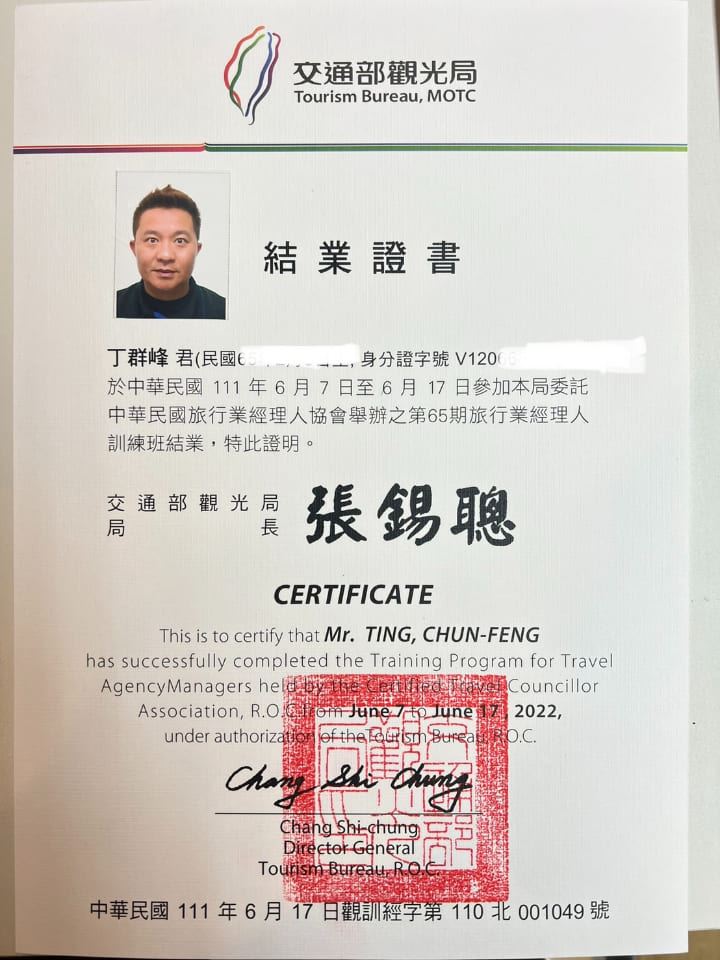 交通部觀光局
Tourism Bureau, MOTC
結業證書
丁群峰 君(民國6 身分證字號 V1206
於中華民國 111 年 6 月 7 日至 6 月 17 日參加本局委託
中華民國旅行業經理人協會舉辦之第65期旅行業經理人
訓練班結業，特此證明。
交通部觀光局
局長 張錫聰
CERTIFICATE
This is to certify that Mr. TING, CHUN-FENG
has successfully completed the Training Program for Travel
AgencyManagers held by the Certified Travel Councillor
Association, R.O.C from June 7 to June 17, 2022,
under authorization of the Tourism Bureau, R.O.C.
Chang Shi Chung
Chang Shi-chung
Director General
Tourism Bureau, R.O.C.
中華民國 111 年 6 月 17 日觀訓經字第 110 北 001049 號